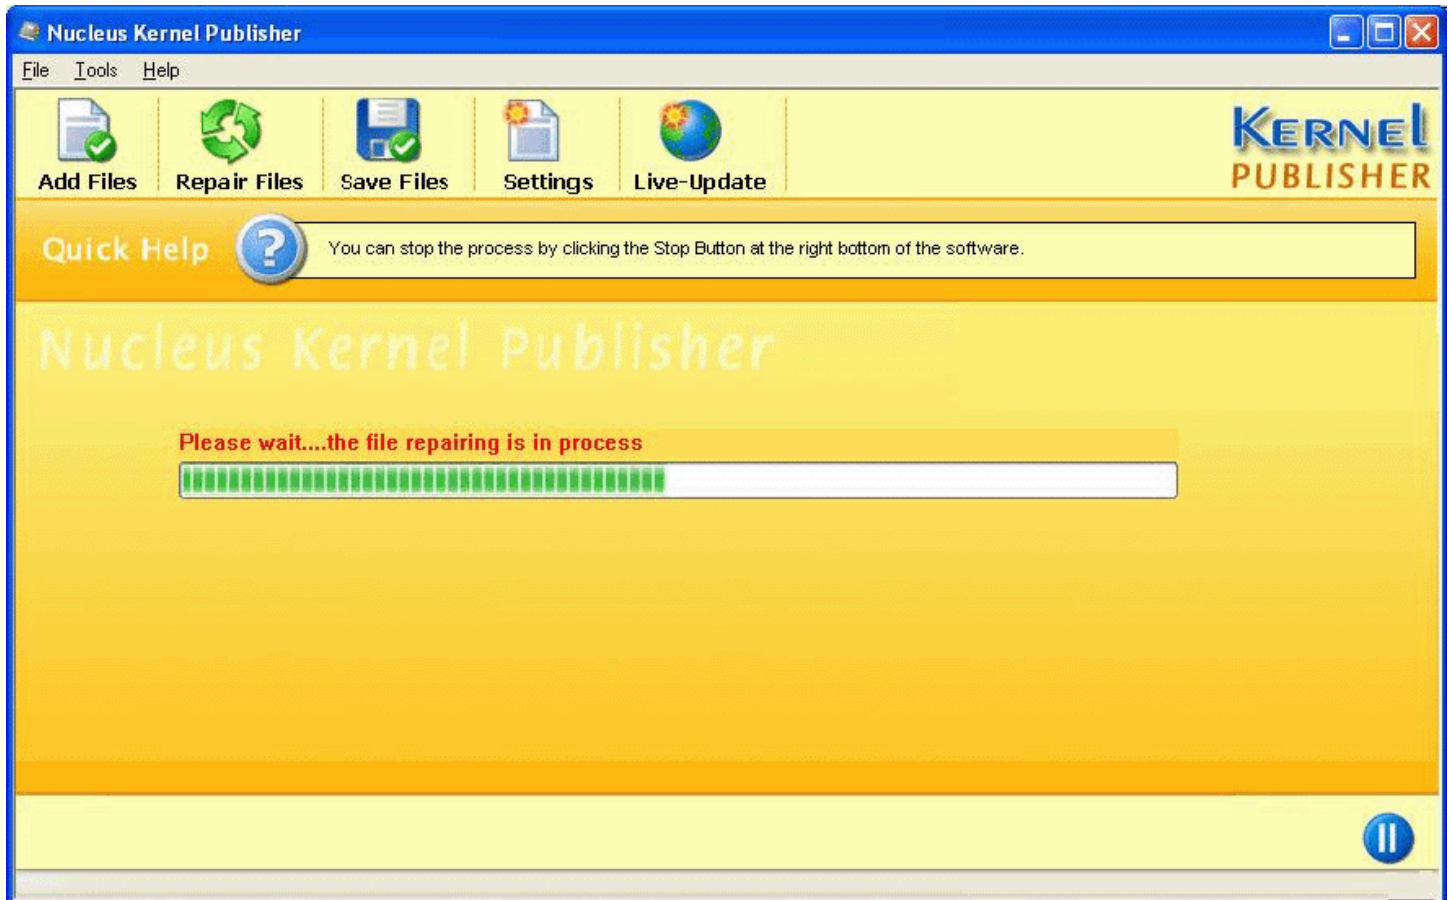 Nucleus Kernel Publisher
File Tools Help
Add Files Repair Files Save Files Settings Live-Update
KERNEL
PUBLISHER
Quick Help
You can stop the process by clicking the Stop Button at the right bottom of the software.
Nucleus Kernel Publisher
Please wait....the file repairing is in process